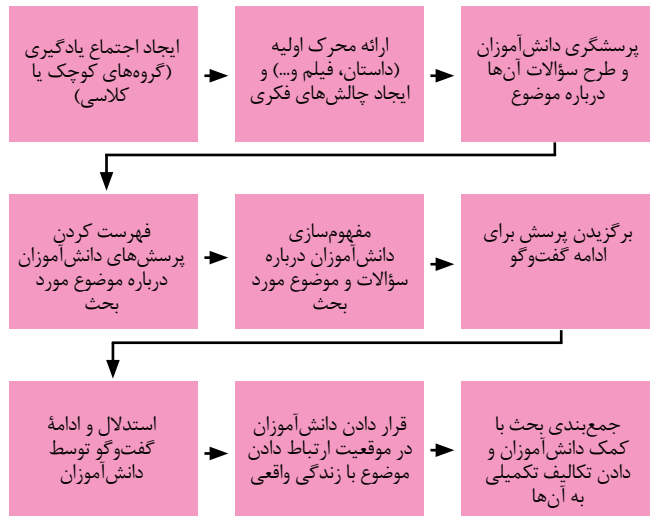 ایجاد اجتماع یادگیری
(گروه‌های کوچک یا
کلاسی)
ارائه محرک اولیه
(داستان، فیلم و...) و
ایجاد چالش‌های فکری
پرسشگری دانش‌آموزان
و طرح سؤالات آن‌ها
درباره موضوع
فهرست کردن
پرسش‌های دانش‌آموزان
درباره موضوع مورد
بحث
مفهوم‌سازی
دانش‌آموزان درباره
سؤالات و موضوع مورد
بحث
برگزیدن پرسش برای
ادامه گفت‌وگو
استدلال و ادامهٔ
گفت‌وگو توسط
دانش‌آموزان
قرار دادن دانش‌آموزان
در موقعیت ارتباط دادن
موضوع با زندگی واقعی
جمع‌بندی بحث با
کمک دانش‌آموزان و
دادن تکالیف تکمیلی
به آن‌ها